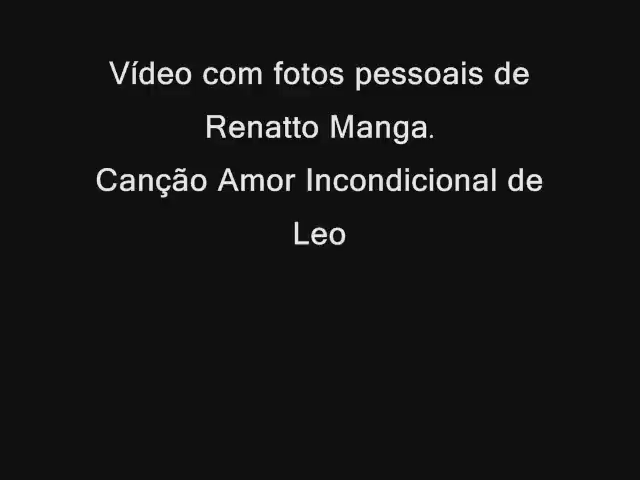 Vídeo com fotos pessoais de
Renatto Manga.
Canção Amor Incondicional de
Leo